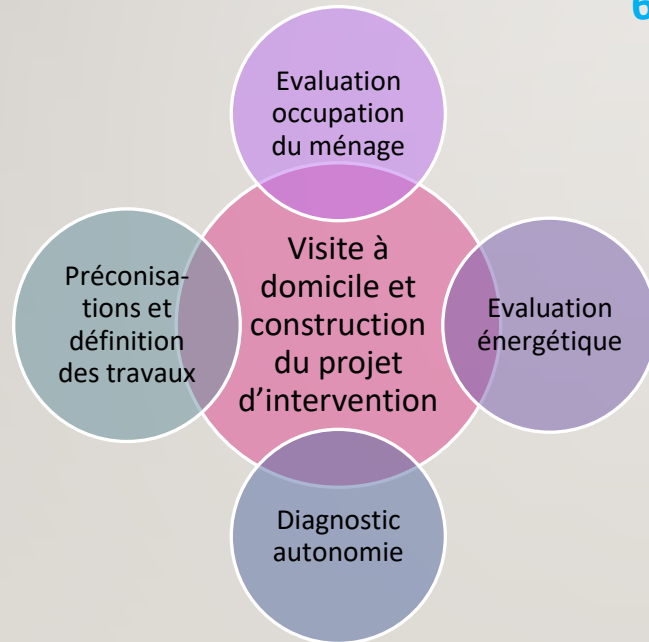 6
Evaluation
occupation
du ménage
Préconisa-
tions et
définition
des travaux
Visite à
domicile et
construction
du projet
d’intervention
Evaluation
énergétique
Diagnostic
autonomie